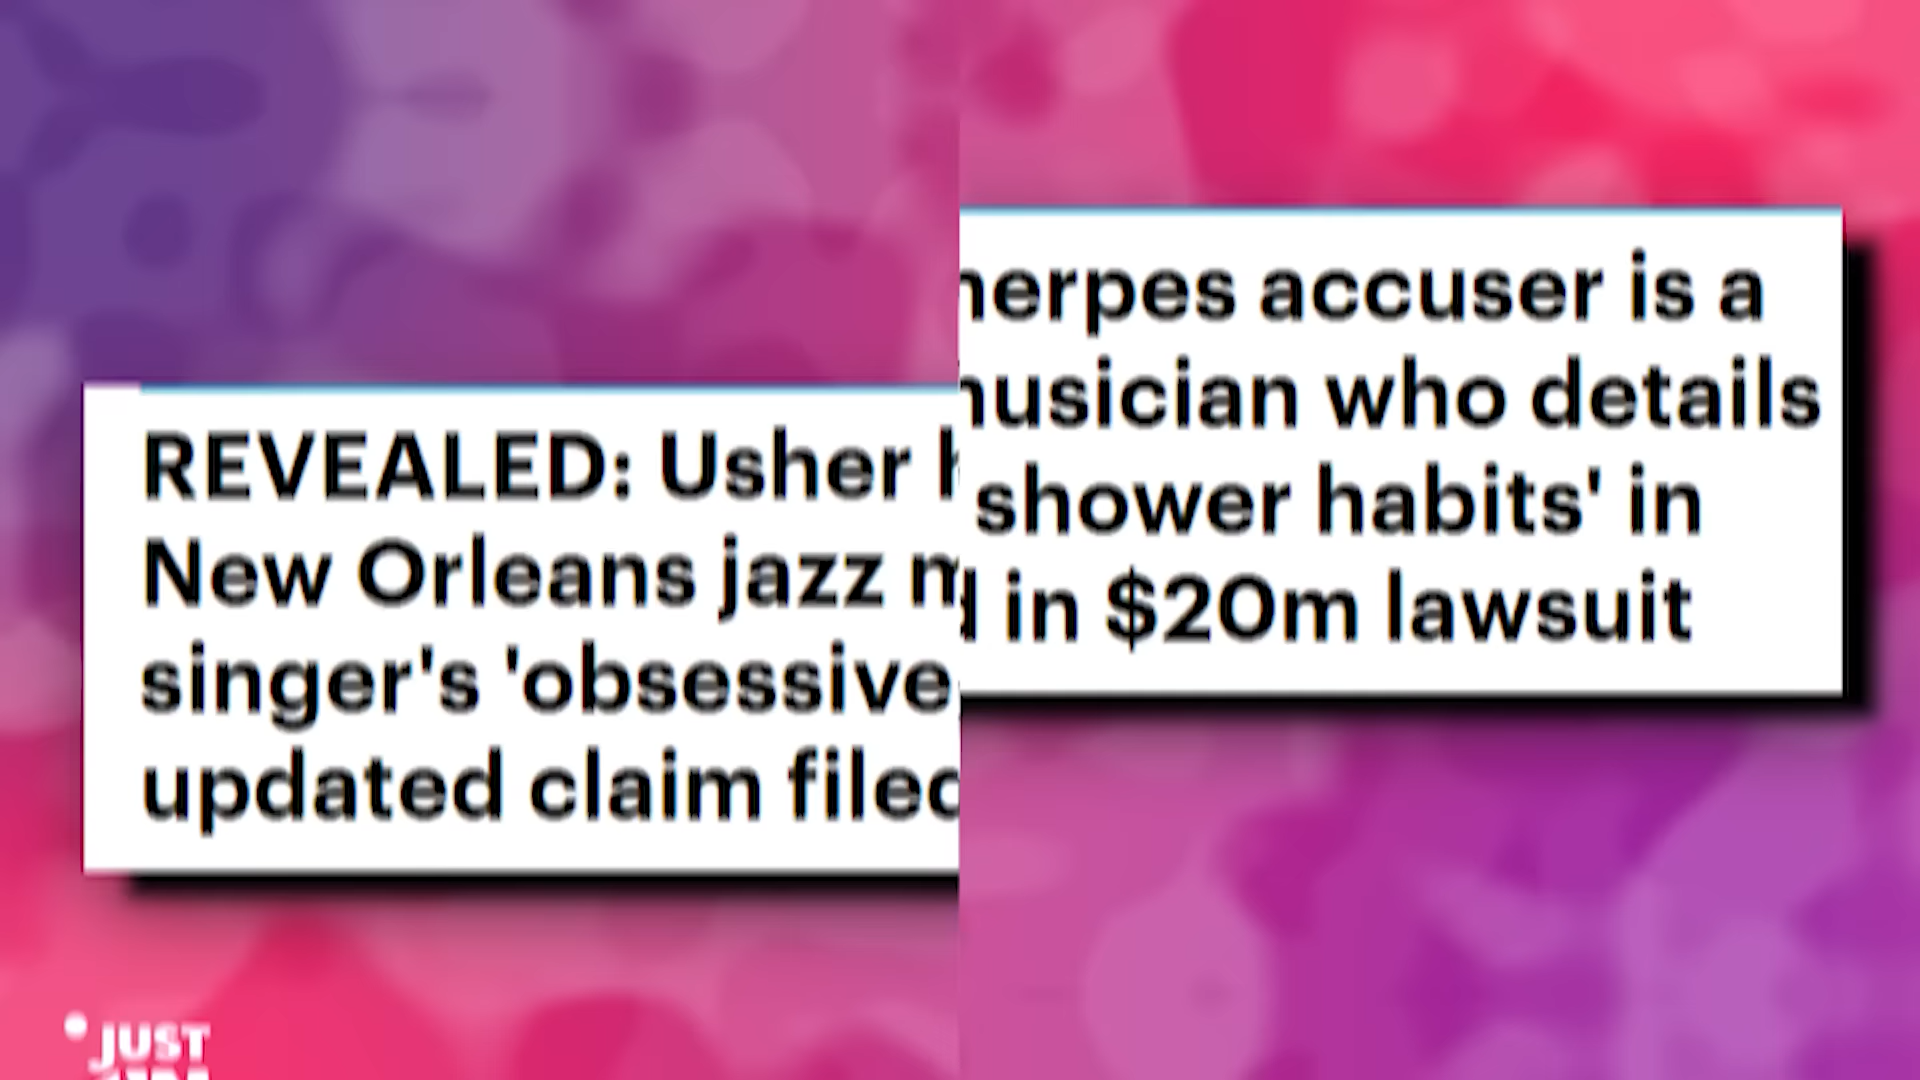 REVEALED: Usher
New Orleans jazz
singer's 'obsessive
updated claim filed
herpes accuser is a
musician who details
shower habits' in
in $20m lawsuit
JUST